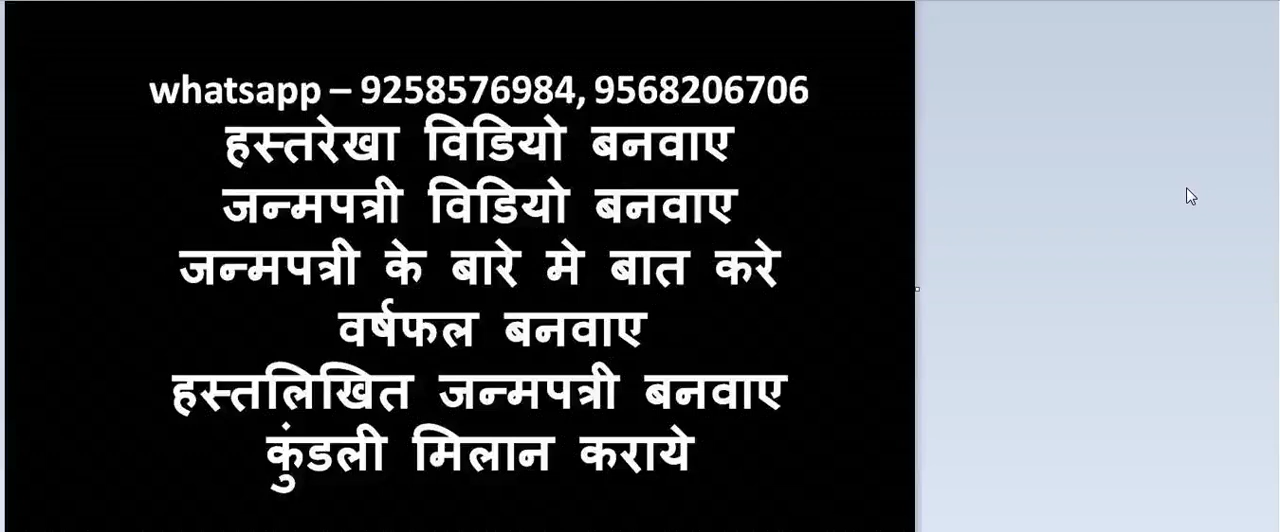 whatsapp – 9258576984, 9568206706
हस्तरेखा विडियो बनवाए
जन्मपत्री विडियो बनवाए
जन्मपत्री के बारे मे बात करे
वर्षफल बनवाए
हस्तलिखित जन्मपत्री बनवाए
कुंडली मिलान कराये